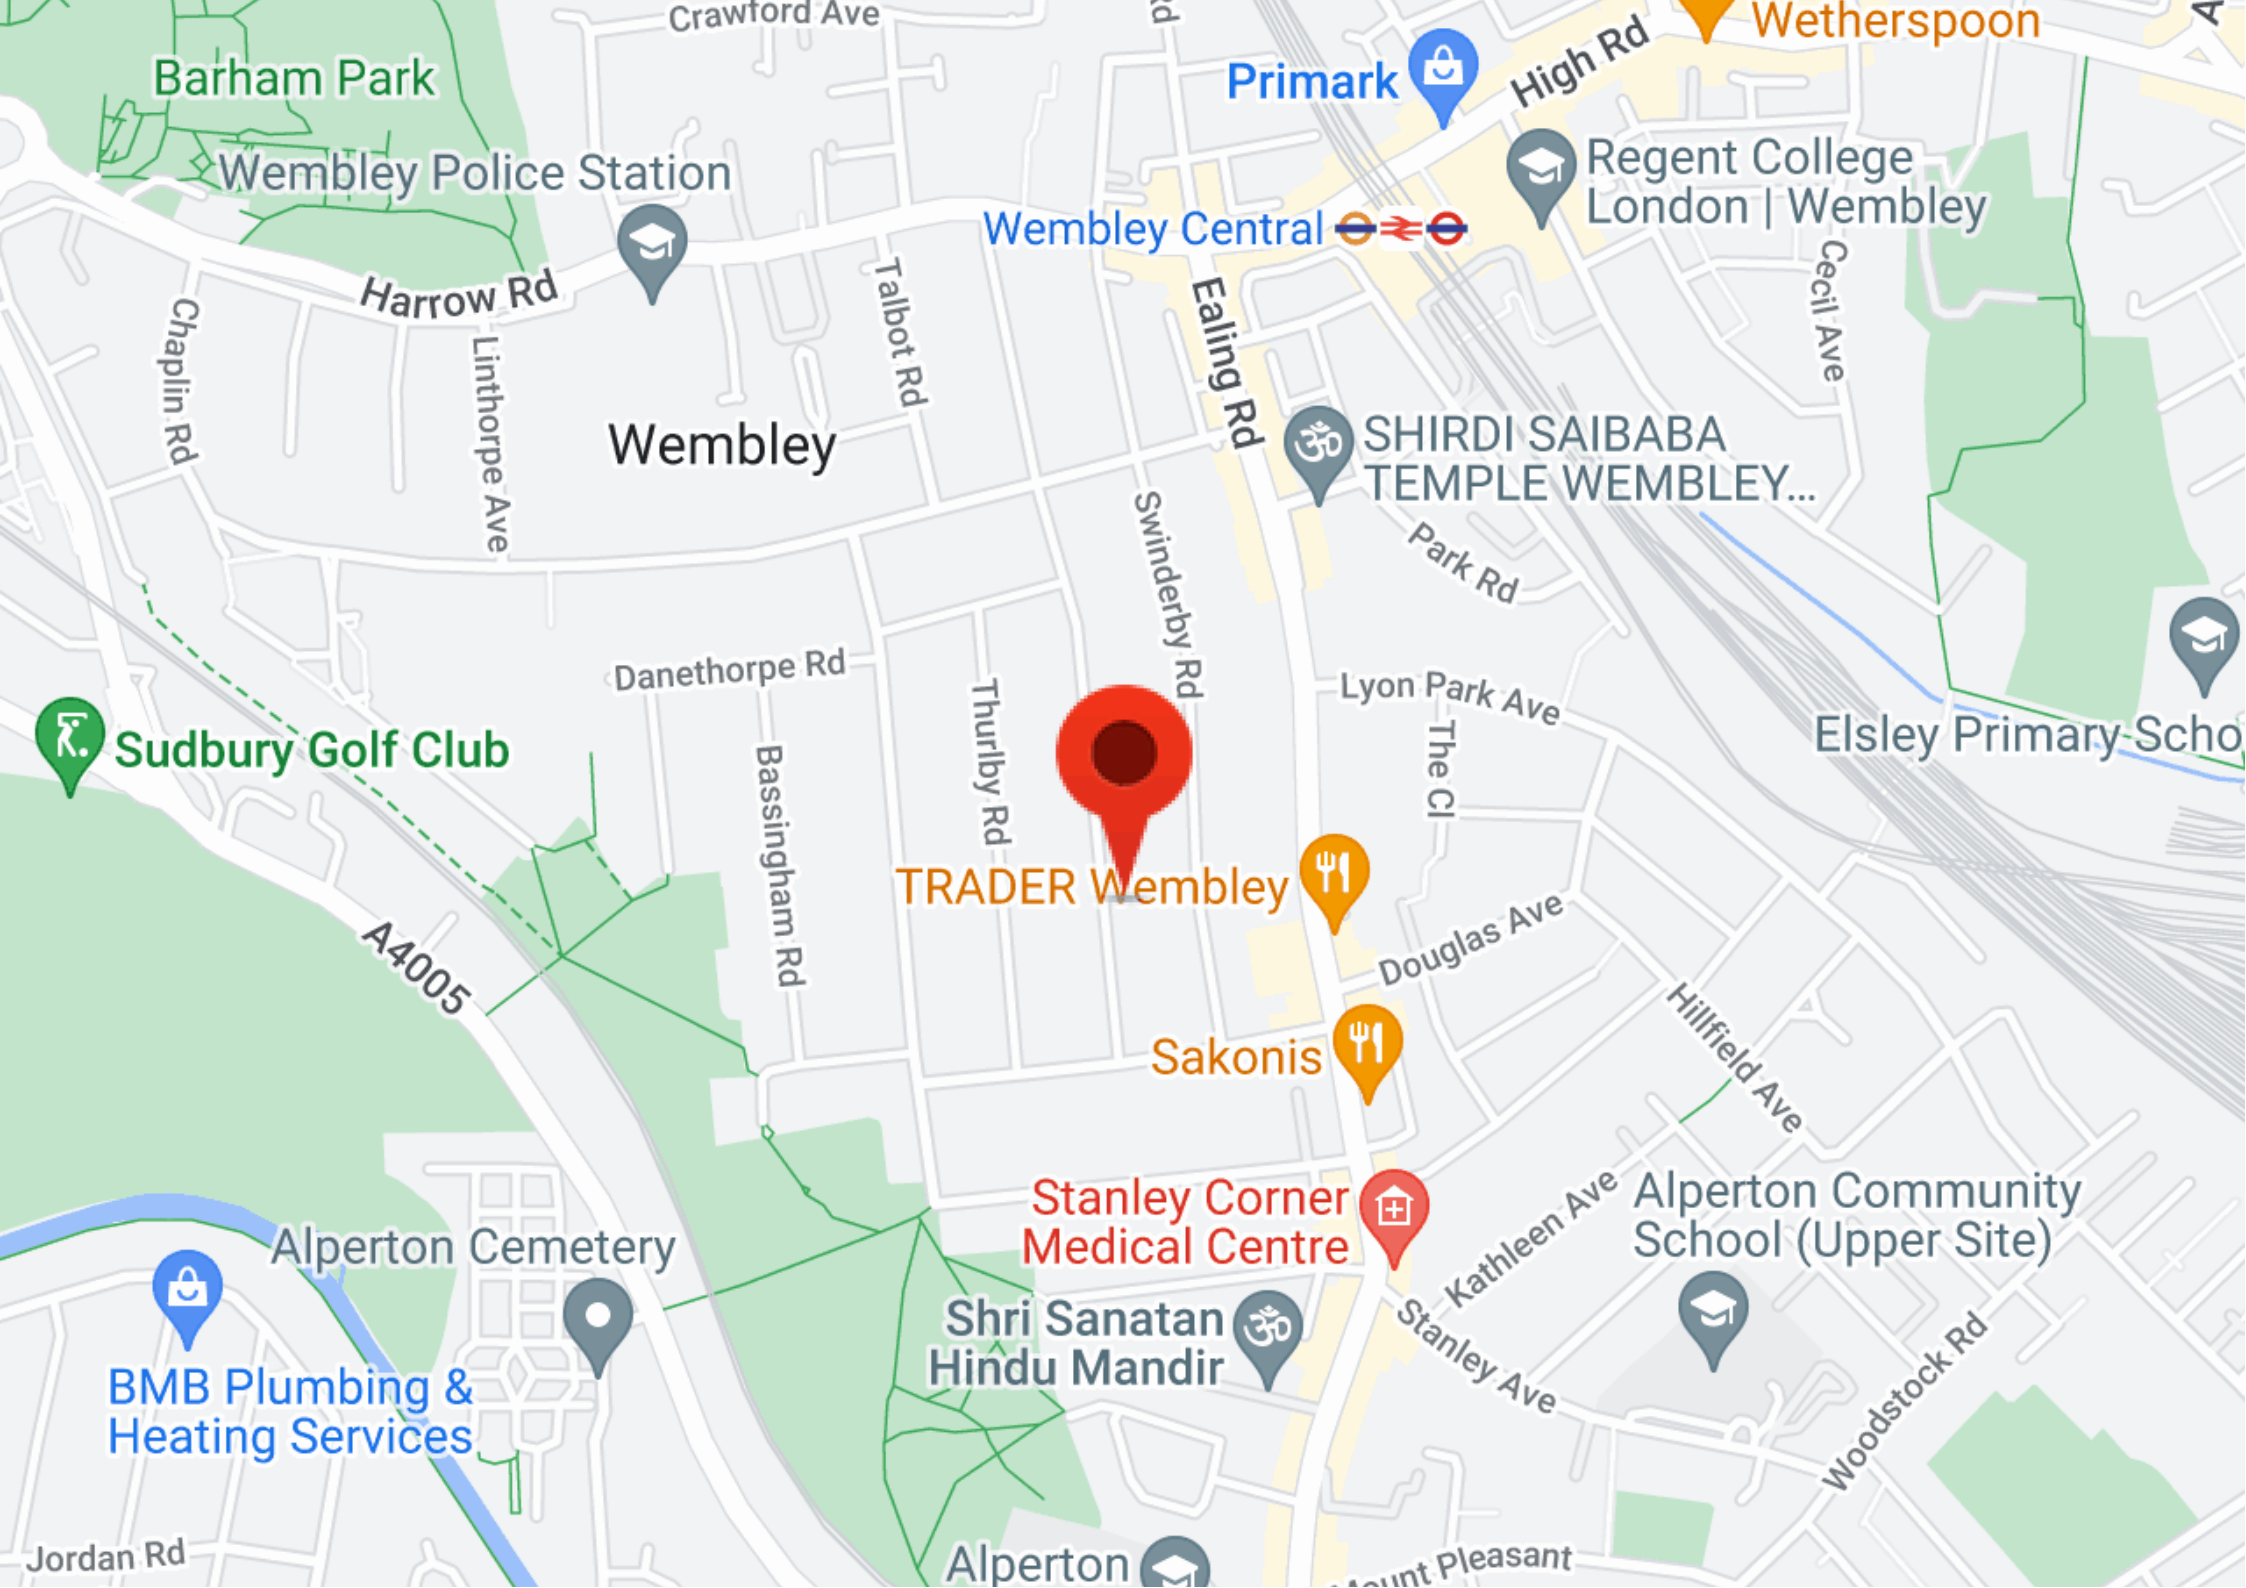 Crawford Ave
Rd
Wetherspoon
A
Barham Park
Primark
High Rd
Wembley Police Station
Regent College
London | Wembley
Wembley Central
Harrow Rd
Talbot Rd
Ealing Rd
Cecil Ave
Chaplin Rd
Linthorpe Ave
Wembley
SHIRDI SAIBABA
TEMPLE WEMBLEY...
Swinderby Rd
Park Rd
Danethorpe Rd
Lyon Park Ave
Thurlby Rd
The Cl
Elsley Primary Scho
Sudbury Golf Club
Bassingham Rd
TRADER Wembley
Douglas Ave
A4005
Hillfield Ave
Sakonis
Stanley Corner
Medical Centre
Kathleen Ave
Alperton Community
School (Upper Site)
Alperton Cemetery
Shri Sanatan
Hindu Mandir
Stanley Ave
Woodstock Rd
BMB Plumbing &
Heating Services
Jordan Rd
Alperton
Mount Pleasant